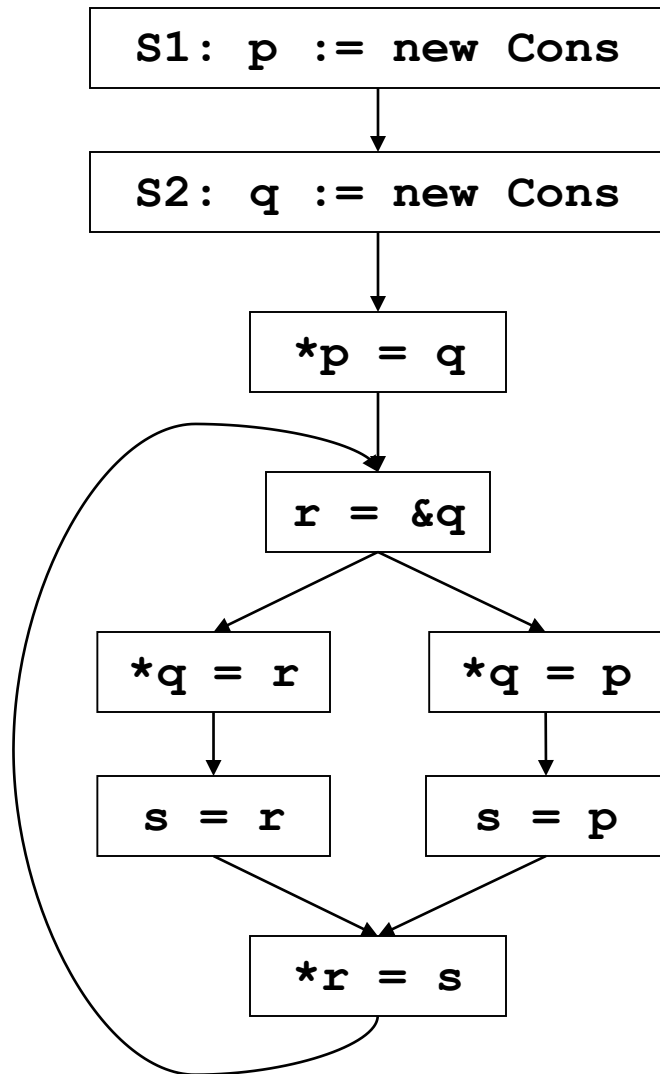 S1: p := new Cons
S2: q := new Cons
*p = q
r = &q
*q = r
*q = p
s = r
s = p
*r = s